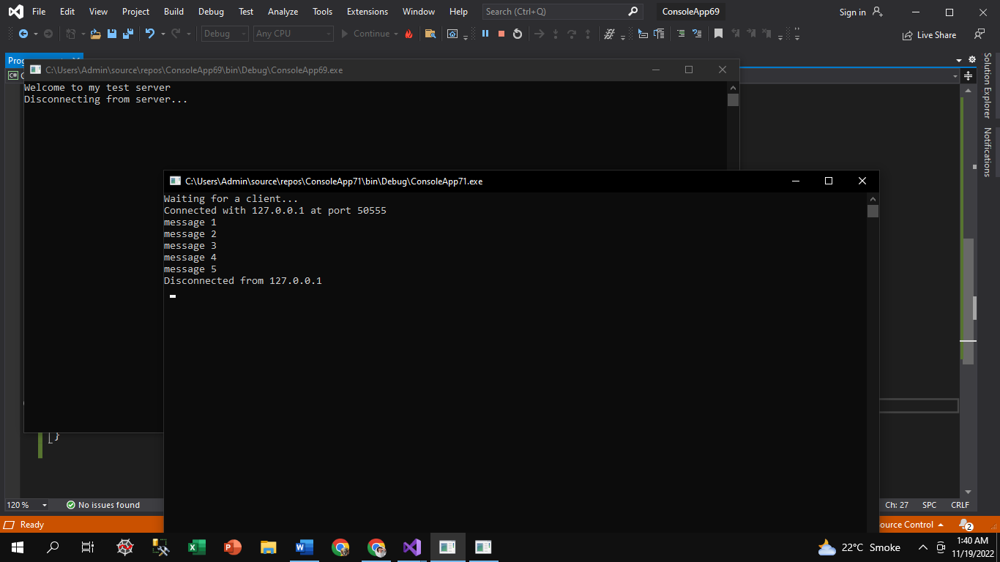 File Edit View Project Build Debug Test Analyze Tools Extensions Window Help Search (Ctrl+Q) ConsoleApp69 Sign in
Debug Any CPU Continue Live Share
Prog
C:\Users\Admin\source\repos\ConsoleApp69\bin\Debug\ConsoleApp69.exe
C#
Welcome to my test server
Disconnecting from server...
Solution Explorer
Notifications
C:\Users\Admin\source\repos\ConsoleApp71\bin\Debug\ConsoleApp71.exe
Waiting for a client...
Connected with 127.0.0.1 at port 50555
message 1
message 2
message 3
message 4
message 5
Disconnected from 127.0.0.1
}
120 % No issues found Ch: 27 SPC CRLF
Ready ource Control 2
22°C Smoke
1:40 AM
11/19/2022